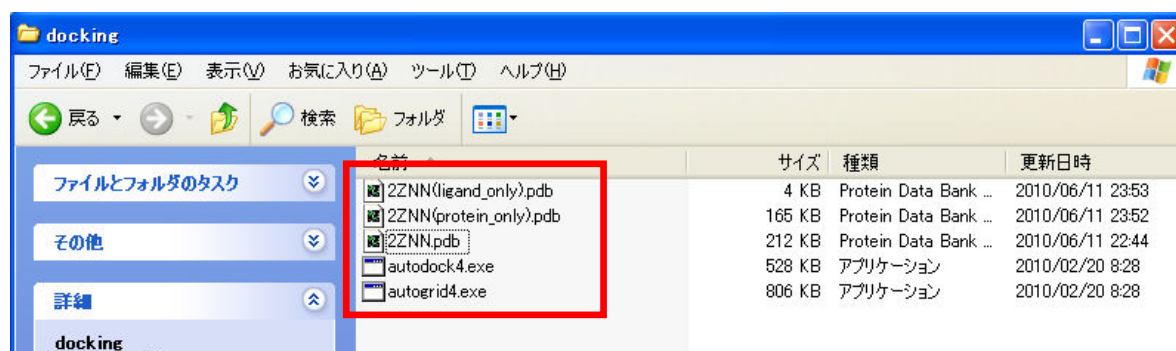 docking
ファイル(F) 編集(E) 表示(V) お気に入り(A) ツール(T) ヘルプ(H)
戻る 検索 フォルダ
名前 サイズ 種類 更新日時
ファイルとフォルダのタスク
2ZNN(ligand_only).pdb 4 KB Protein Data Bank ... 2010/06/11 23:53
2ZNN(protein_only).pdb 165 KB Protein Data Bank ... 2010/06/11 23:52
その他
2ZNN.pdb 212 KB Protein Data Bank ... 2010/06/11 22:44
autodock4.exe 528 KB アプリケーション 2010/02/20 8:28
詳細
autogrid4.exe 806 KB アプリケーション 2010/02/20 8:28
docking